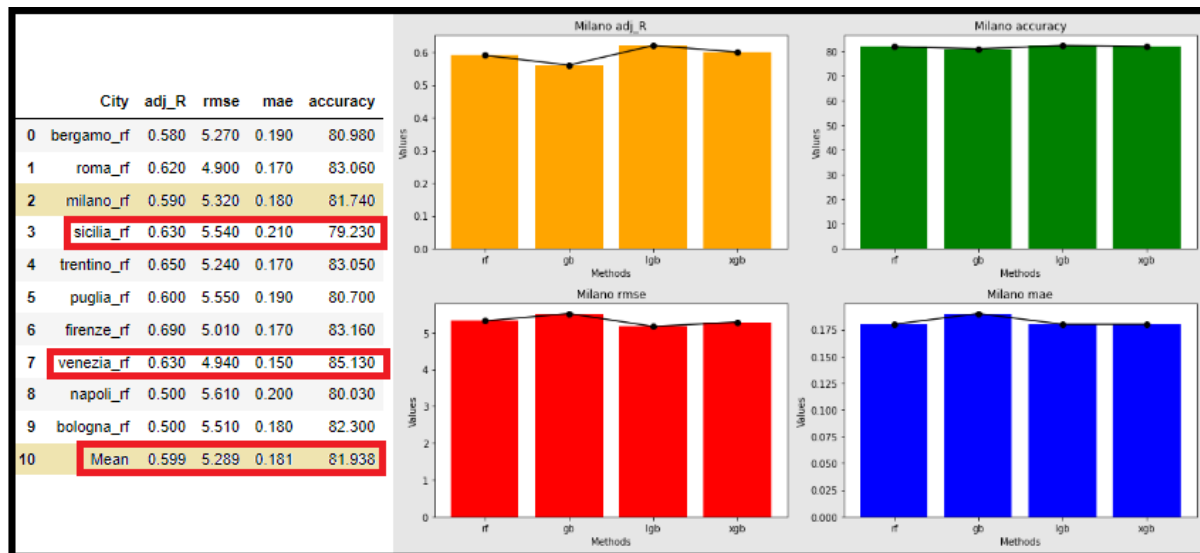 City adj_R rmse mae accuracy
0 bergamo_rf 0.580 5.270 0.190 80.980
1 roma_rf 0.620 4.900 0.170 83.060
2 milano_rf 0.590 5.320 0.180 81.740
3 sicilia_rf 0.630 5.540 0.210 79.230
4 trentino_rf 0.650 5.240 0.170 83.050
5 puglia_rf 0.600 5.550 0.190 80.700
6 firenze_rf 0.690 5.010 0.170 83.160
7 venezia_rf 0.630 4.940 0.150 85.130
8 napoli_rf 0.500 5.610 0.200 80.030
9 bologna_rf 0.500 5.510 0.180 82.300
10 Mean 0.599 5.289 0.181 81.938
Milano adj_R
Values
0.6
0.5
0.4
0.3
0.2
0.1
0.0
rf gb lgb xgb
Methods
Milano accuracy
Values
80
70
60
50
40
30
20
10
0
rf gb lgb xgb
Methods
Milano rmse
Values
5
4
3
2
1
0
rf gb lgb xgb
Methods
Milano mae
Values
0.175
0.150
0.125
0.100
0.075
0.050
0.025
0.000
rf gb lgb xgb
Methods